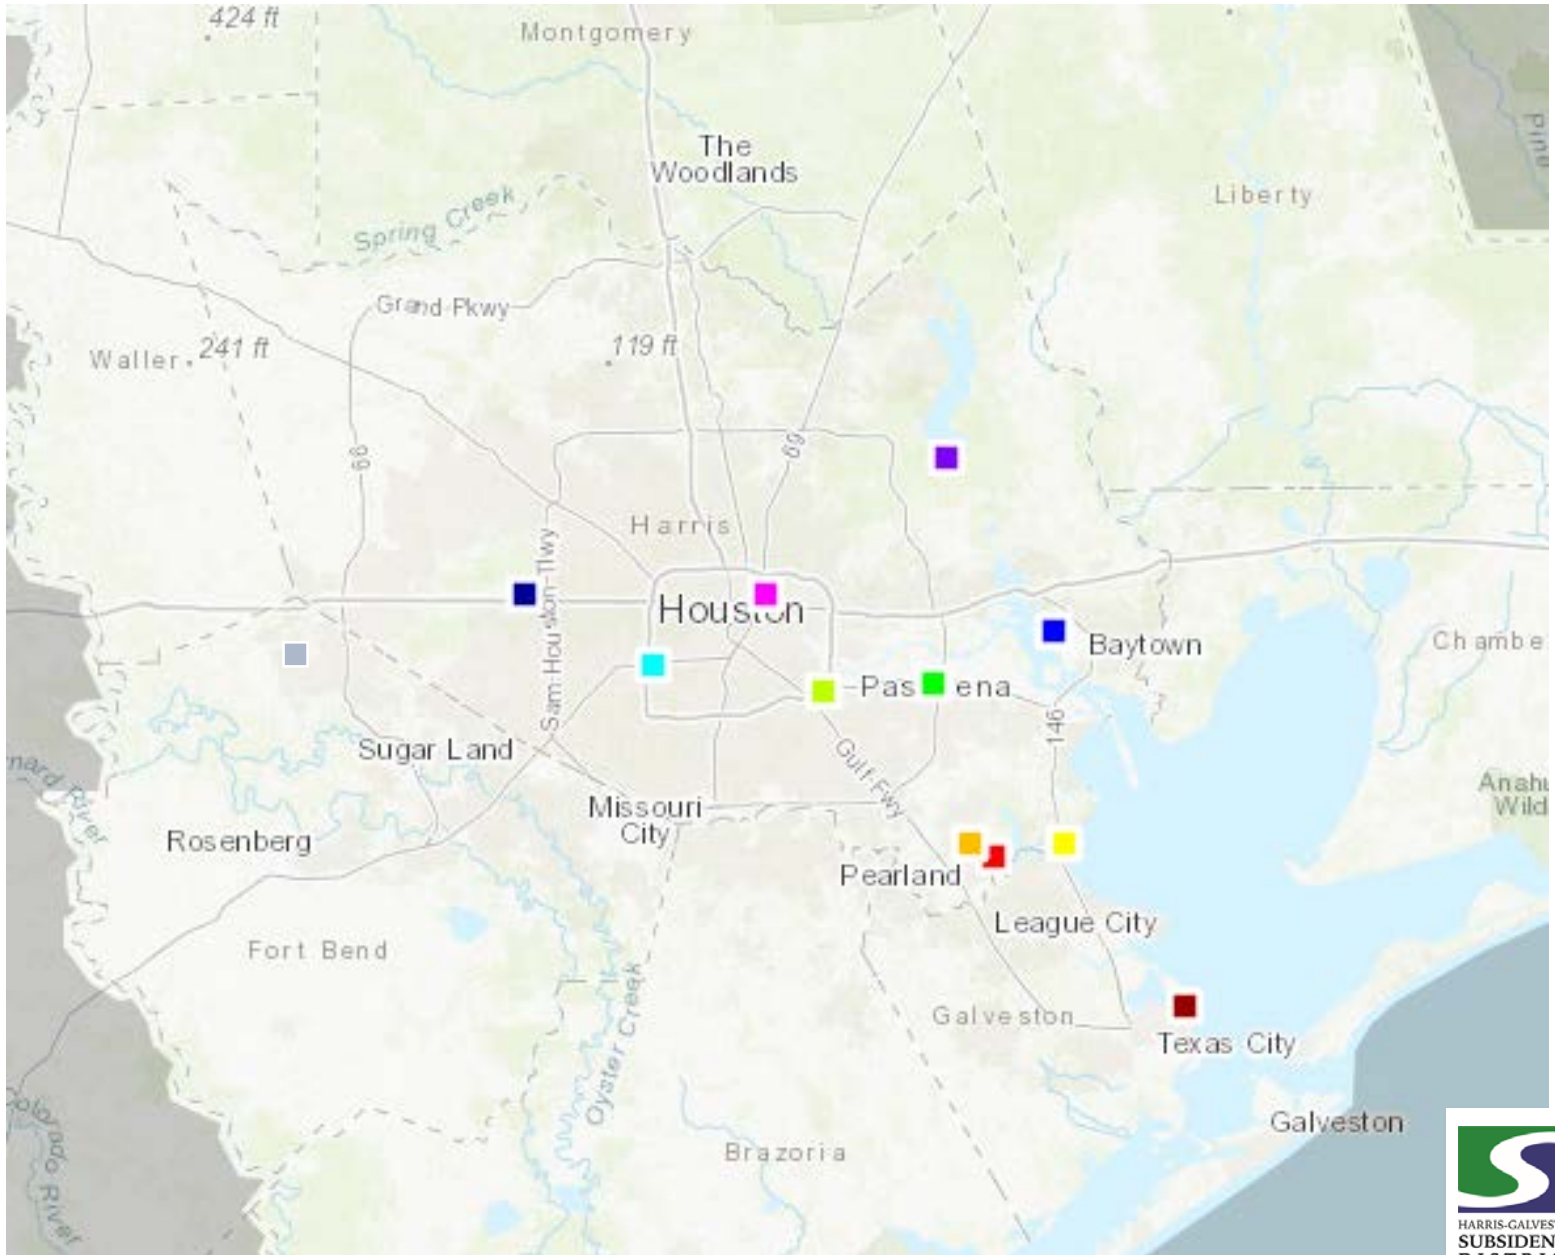 424 ft
Montgomery
The
Woodlands
Liberty
Spring Creek
Grand Pkwy
119 ft
Waller
241 ft
99
69
Harris
Sam Houston Tlwy
Houston
Baytown
Chambe
Pas ena
146
Sugar Land
Gulf Fwy
nard River
Anahu
Wild
Missouri
City
Rosenberg
Pearland
League City
Fort Bend
Oyster Creek
Galveston
Texas City
Colorado River
Galveston
Brazoria
HARRIS-GALVES
SUBSIDEN